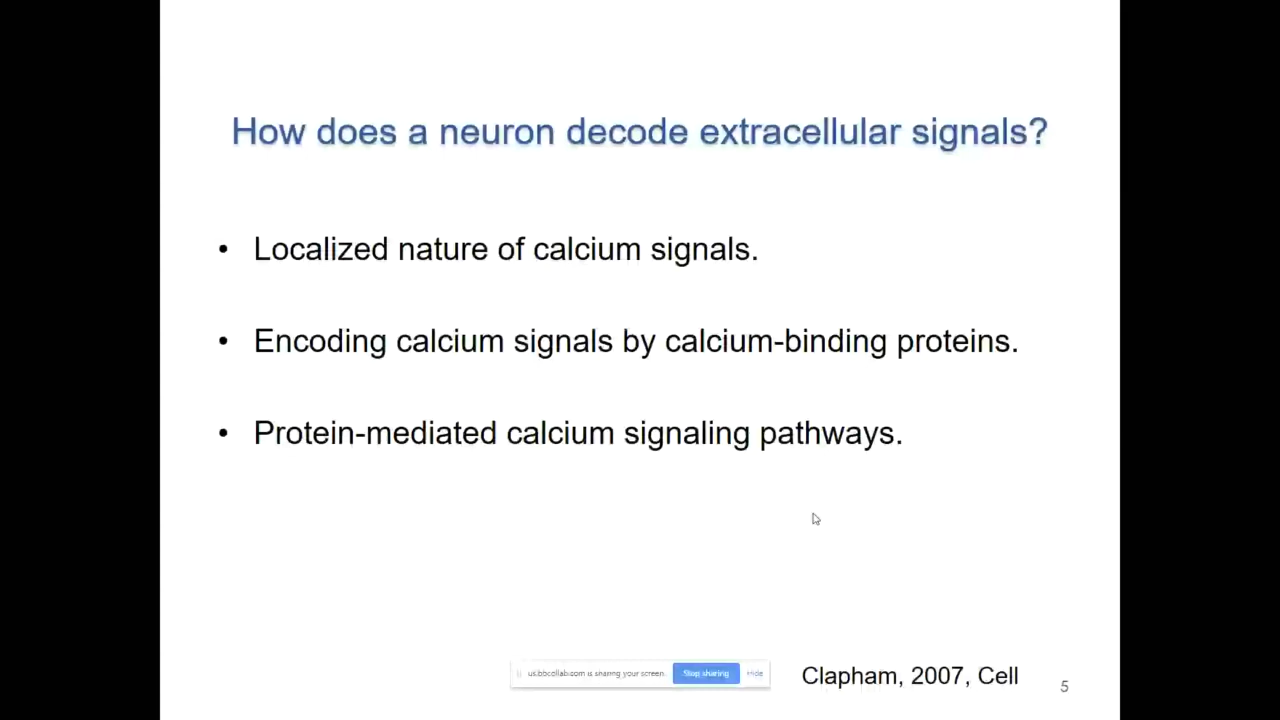 How does a neuron decode extracellular signals?
• Localized nature of calcium signals.
• Encoding calcium signals by calcium-binding proteins.
• Protein-mediated calcium signaling pathways.
us.bbcollab.com is sharing your screen. Stop sharing Hide
Clapham, 2007, Cell
5